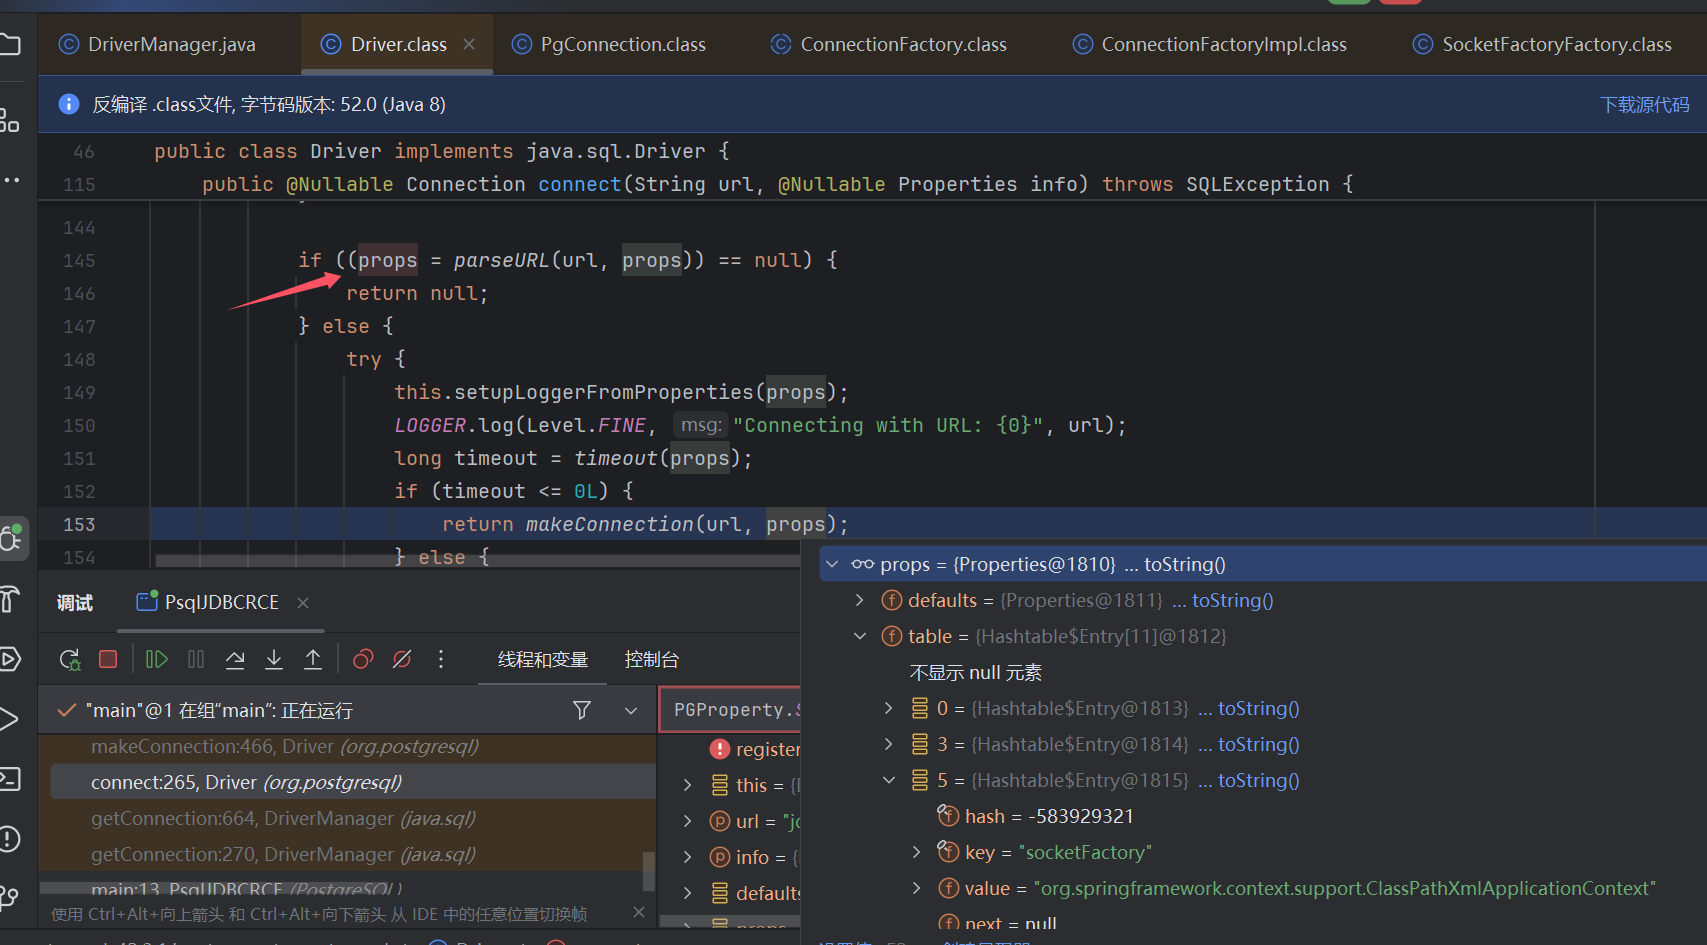 DriverManager.java Driver.class PgConnection.class ConnectionFactory.class ConnectionFactoryImpl.class SocketFactoryFactory.class
反编译 .class文件, 字节码版本: 52.0 (Java 8) 下载源代码
46 public class Driver implements java.sql.Driver {
115 public @Nullable Connection connect(String url, @Nullable Properties info) throws SQLException {
144
145 if ((props = parseURL(url, props)) == null) {
146 return null;
147 } else {
148 try {
149 this.setupLoggerFromProperties(props);
150 LOGGER.log(Level.FINE, msg: "Connecting with URL: {0}", url);
151 long timeout = timeout(props);
152 if (timeout <= 0L) {
153 return makeConnection(url, props);
154 } else {
props = {Properties@1810} ... toString()
defaults = {Properties@1811} ... toString()
table = {Hashtable$Entry[11]@1812}
不显示 null 元素
0 = {Hashtable$Entry@1813} ... toString()
3 = {Hashtable$Entry@1814} ... toString()
5 = {Hashtable$Entry@1815} ... toString()
hash = -583929321
key = "socketFactory"
value = "org.springframework.context.support.ClassPathXmlApplicationContext"
next = null
调试 PsqlJDBCRCE
线程和变量 控制台
"main"@1 在组“main”: 正在运行
makeConnection:466, Driver (org.postgresql)
connect:265, Driver (org.postgresql)
getConnection:664, DriverManager (java.sql)
getConnection:270, DriverManager (java.sql)
main:13, PsqlJDBCRCE (PostgreSQL)
使用 Ctrl+Alt+向上箭头 和 Ctrl+Alt+向下箭头 从 IDE 中的任意位置切换帧
PGProperty.
register
this = {
url = "j
info = {
defaults
props